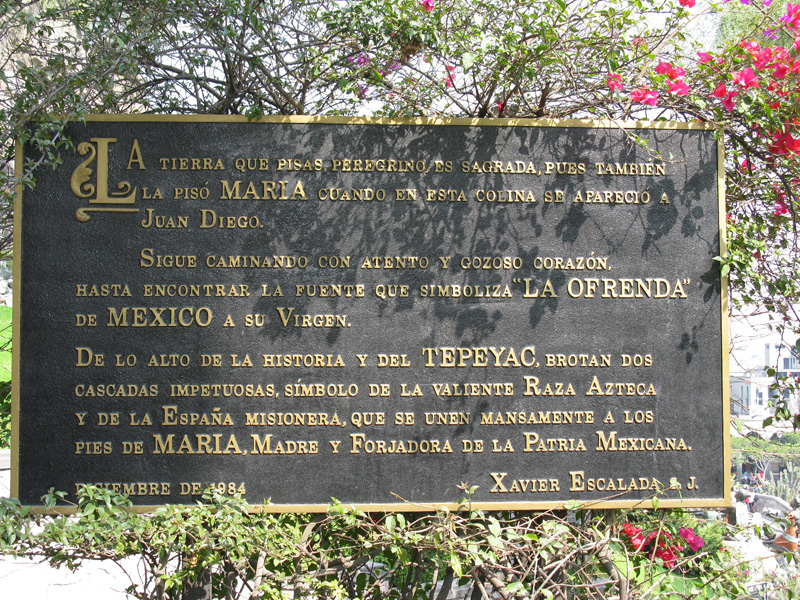 LA TIERRA QUE PISAS, PEREGRINO, ES SAGRADA, PUES TAMBIÉN
LA PISÓ MARIA CUANDO EN ESTA COLINA SE APARECIO A
JUAN DIEGO.
SIGUE CAMINANDO CON ATENTO Y GOZOSO CORAZÓN,
HASTA ENCONTRAR LA FUENTE QUE SIMBOLIZA "LA OFRENDA"
DE MEXICO A SU VIRGEN.
DE LO ALTO DE LA HISTORIA Y DEL TEPEYAC, BROTAN DOS
CASCADAS IMPETUOSAS, SÍMBOLO DE LA VALIENTE RAZA AZTECA
Y DE LA ESPAÑA MISIONERA, QUE SE UNEN MANSAMENTE A LOS
PIES DE MARIA, MADRE Y FORJADORA DE LA PATRIA MEXICANA.
DICIEMBRE DE 1984 XAVIER ESCALADA S. J.